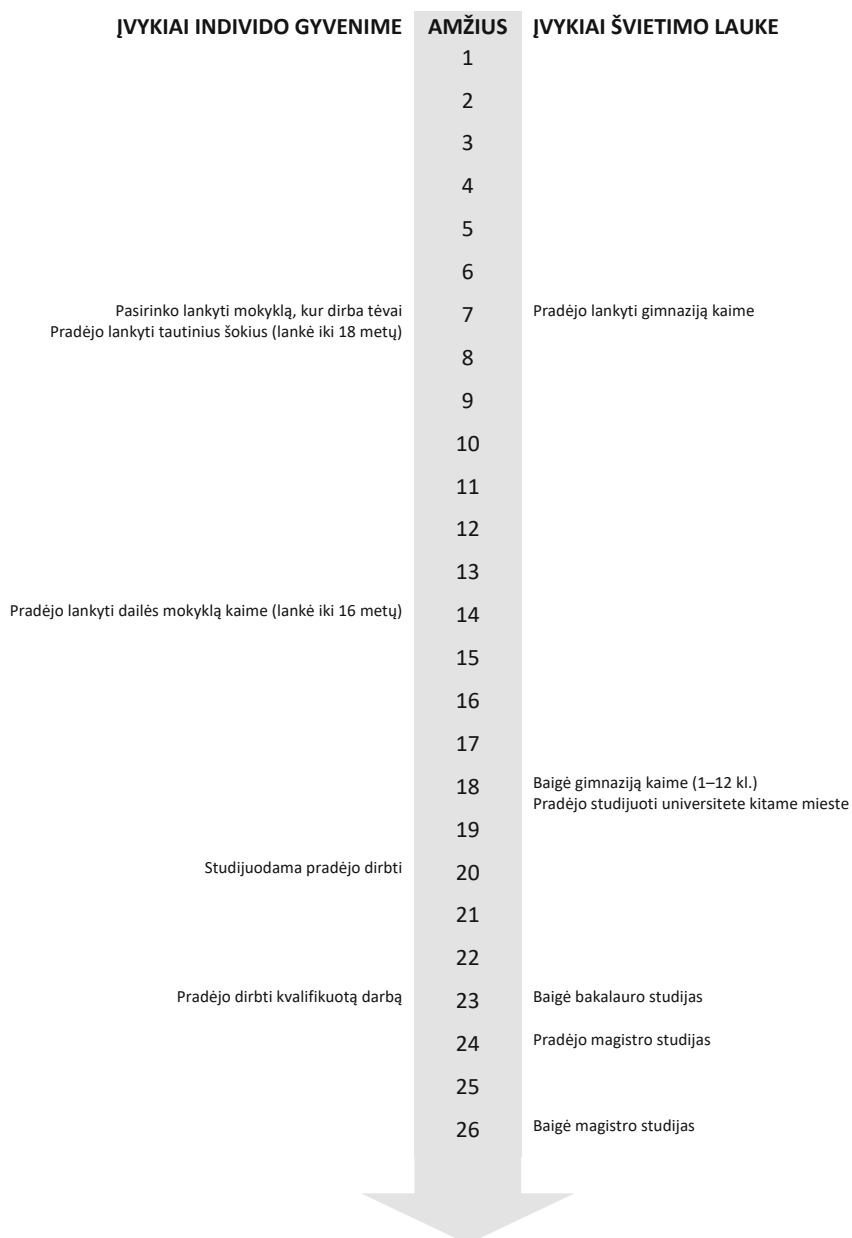 ĮVYKIAI INDIVIDO GYVENIME AMŽIUS ĮVYKIAI ŠVIETIMO LAUKE
1
2
3
4
5
6
Pasirinko lankyti mokyklą, kur dirba tėvai 7 Pradėjo lankyti gimnaziją kaime
Pradėjo lankyti tautinius šokius (lankė iki 18 metų)
8
9
10
11
12
13
Pradėjo lankyti dailės mokyklą kaime (lankė iki 16 metų) 14
15
16
17
18 Baigė gimnaziją kaime (1–12 kl.)
Pradėjo studijuoti universitete kitame mieste
19
Studijuodama pradėjo dirbti 20
21
22
Pradėjo dirbti kvalifikuotą darbą 23 Baigė bakalauro studijas
24 Pradėjo magistro studijas
25
26 Baigė magistro studijas